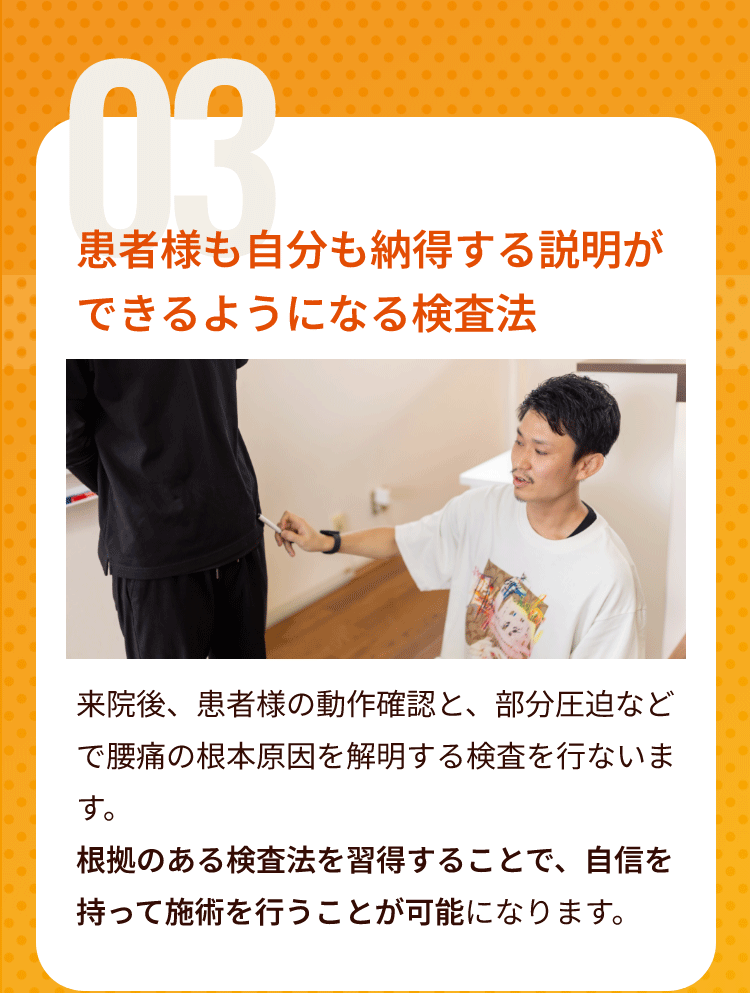 03
患者様も自分も納得する説明が
できるようになる検査法
来院後、患者様の動作確認と、部分圧迫など
で腰痛の根本原因を解明する検査を行ないま
す。
根拠のある検査法を習得することで、自信を
持って施術を行うことが可能になります。